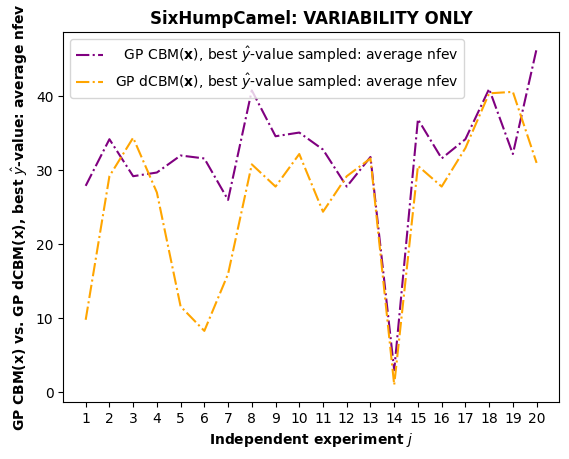 SixHumpCamel: VARIABILITY ONLY
GP CBM(x), best ŷ-value sampled: average nfev
GP dCBM(x), best ŷ-value sampled: average nfev
GP CBM(x) vs. GP dCBM(x), best ŷ-value: average nfev
40
30
20
10
0
1 2 3 4 5 6 7 8 9 10 11 12 13 14 15 16 17 18 19 20
Independent experiment j